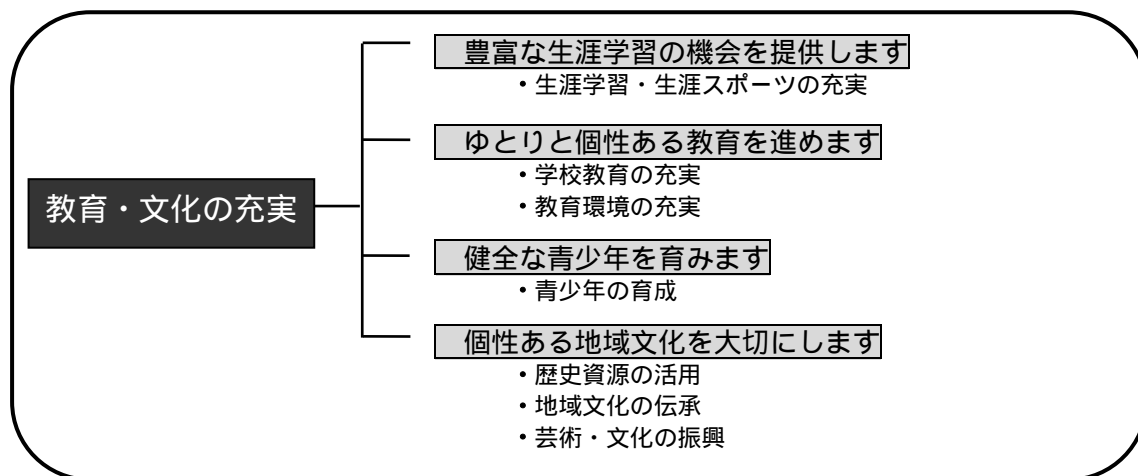 豊富な生涯学習の機会を提供します
・生涯学習・生涯スポーツの充実
ゆとりと個性ある教育を進めます
・学校教育の充実
・教育環境の充実
教育・文化の充実
健全な青少年を育みます
・青少年の育成
個性ある地域文化を大切にします
・歴史資源の活用
・地域文化の伝承
・芸術・文化の振興